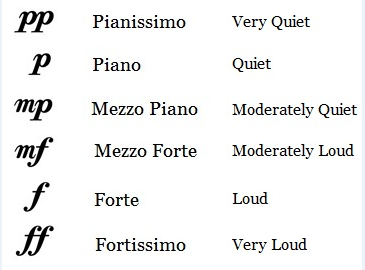 pp Pianissimo Very Quiet
p Piano Quiet
mp Mezzo Piano Moderately Quiet
mf Mezzo Forte Moderately Loud
f Forte Loud
ff Fortissimo Very Loud